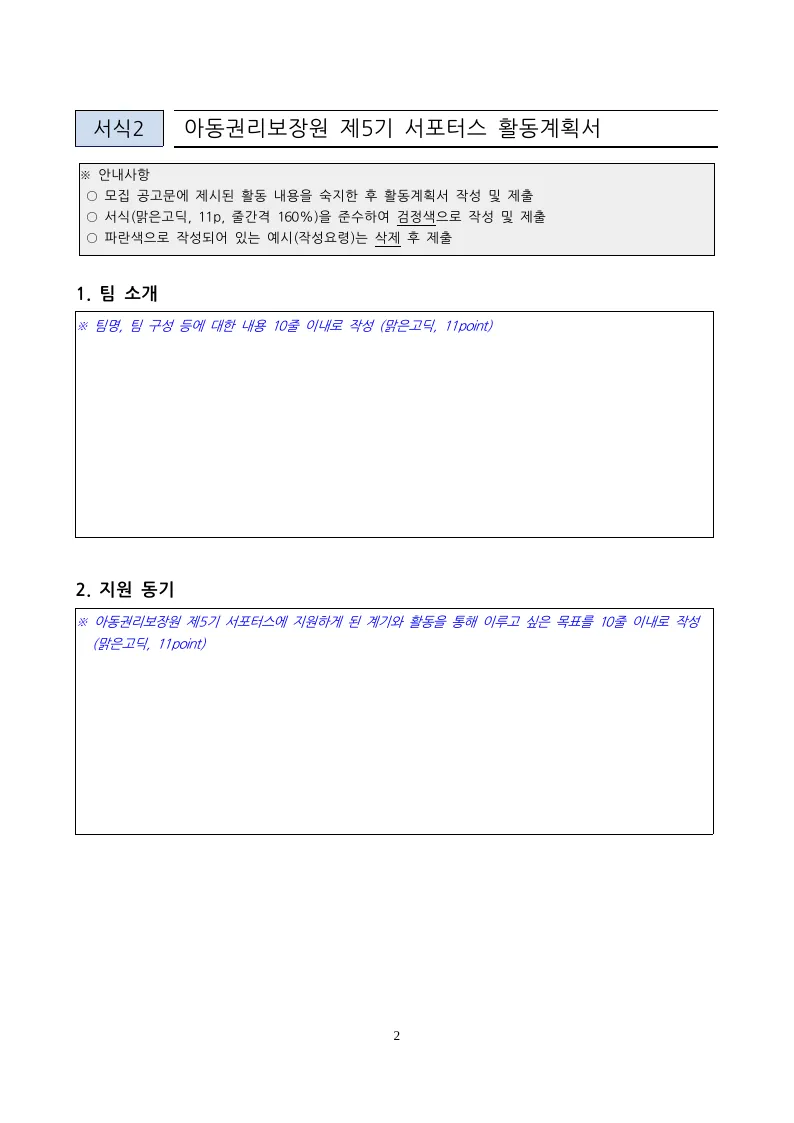 서식2
아동권리보장원 제5기 서포터스 활동계획서
※ 안내사항
○ 모집 공고문에 제시된 활동 내용을 숙지한 후 활동계획서 작성 및 제출
○ 서식(맑은고딕, 11p, 줄간격 160%)을 준수하여 검정색으로 작성 및 제출
○ 파란색으로 작성되어 있는 예시(작성요령)는 삭제 후 제출
1. 팀 소개
※ 팀명, 팀 구성 등에 대한 내용 10줄 이내로 작성 (맑은고딕, 11point)
2. 지원 동기
※ 아동권리보장원 제5기 서포터스에 지원하게 된 계기와 활동을 통해 이루고 싶은 목표를 10줄 이내로 작성
(맑은고딕, 11point)
2